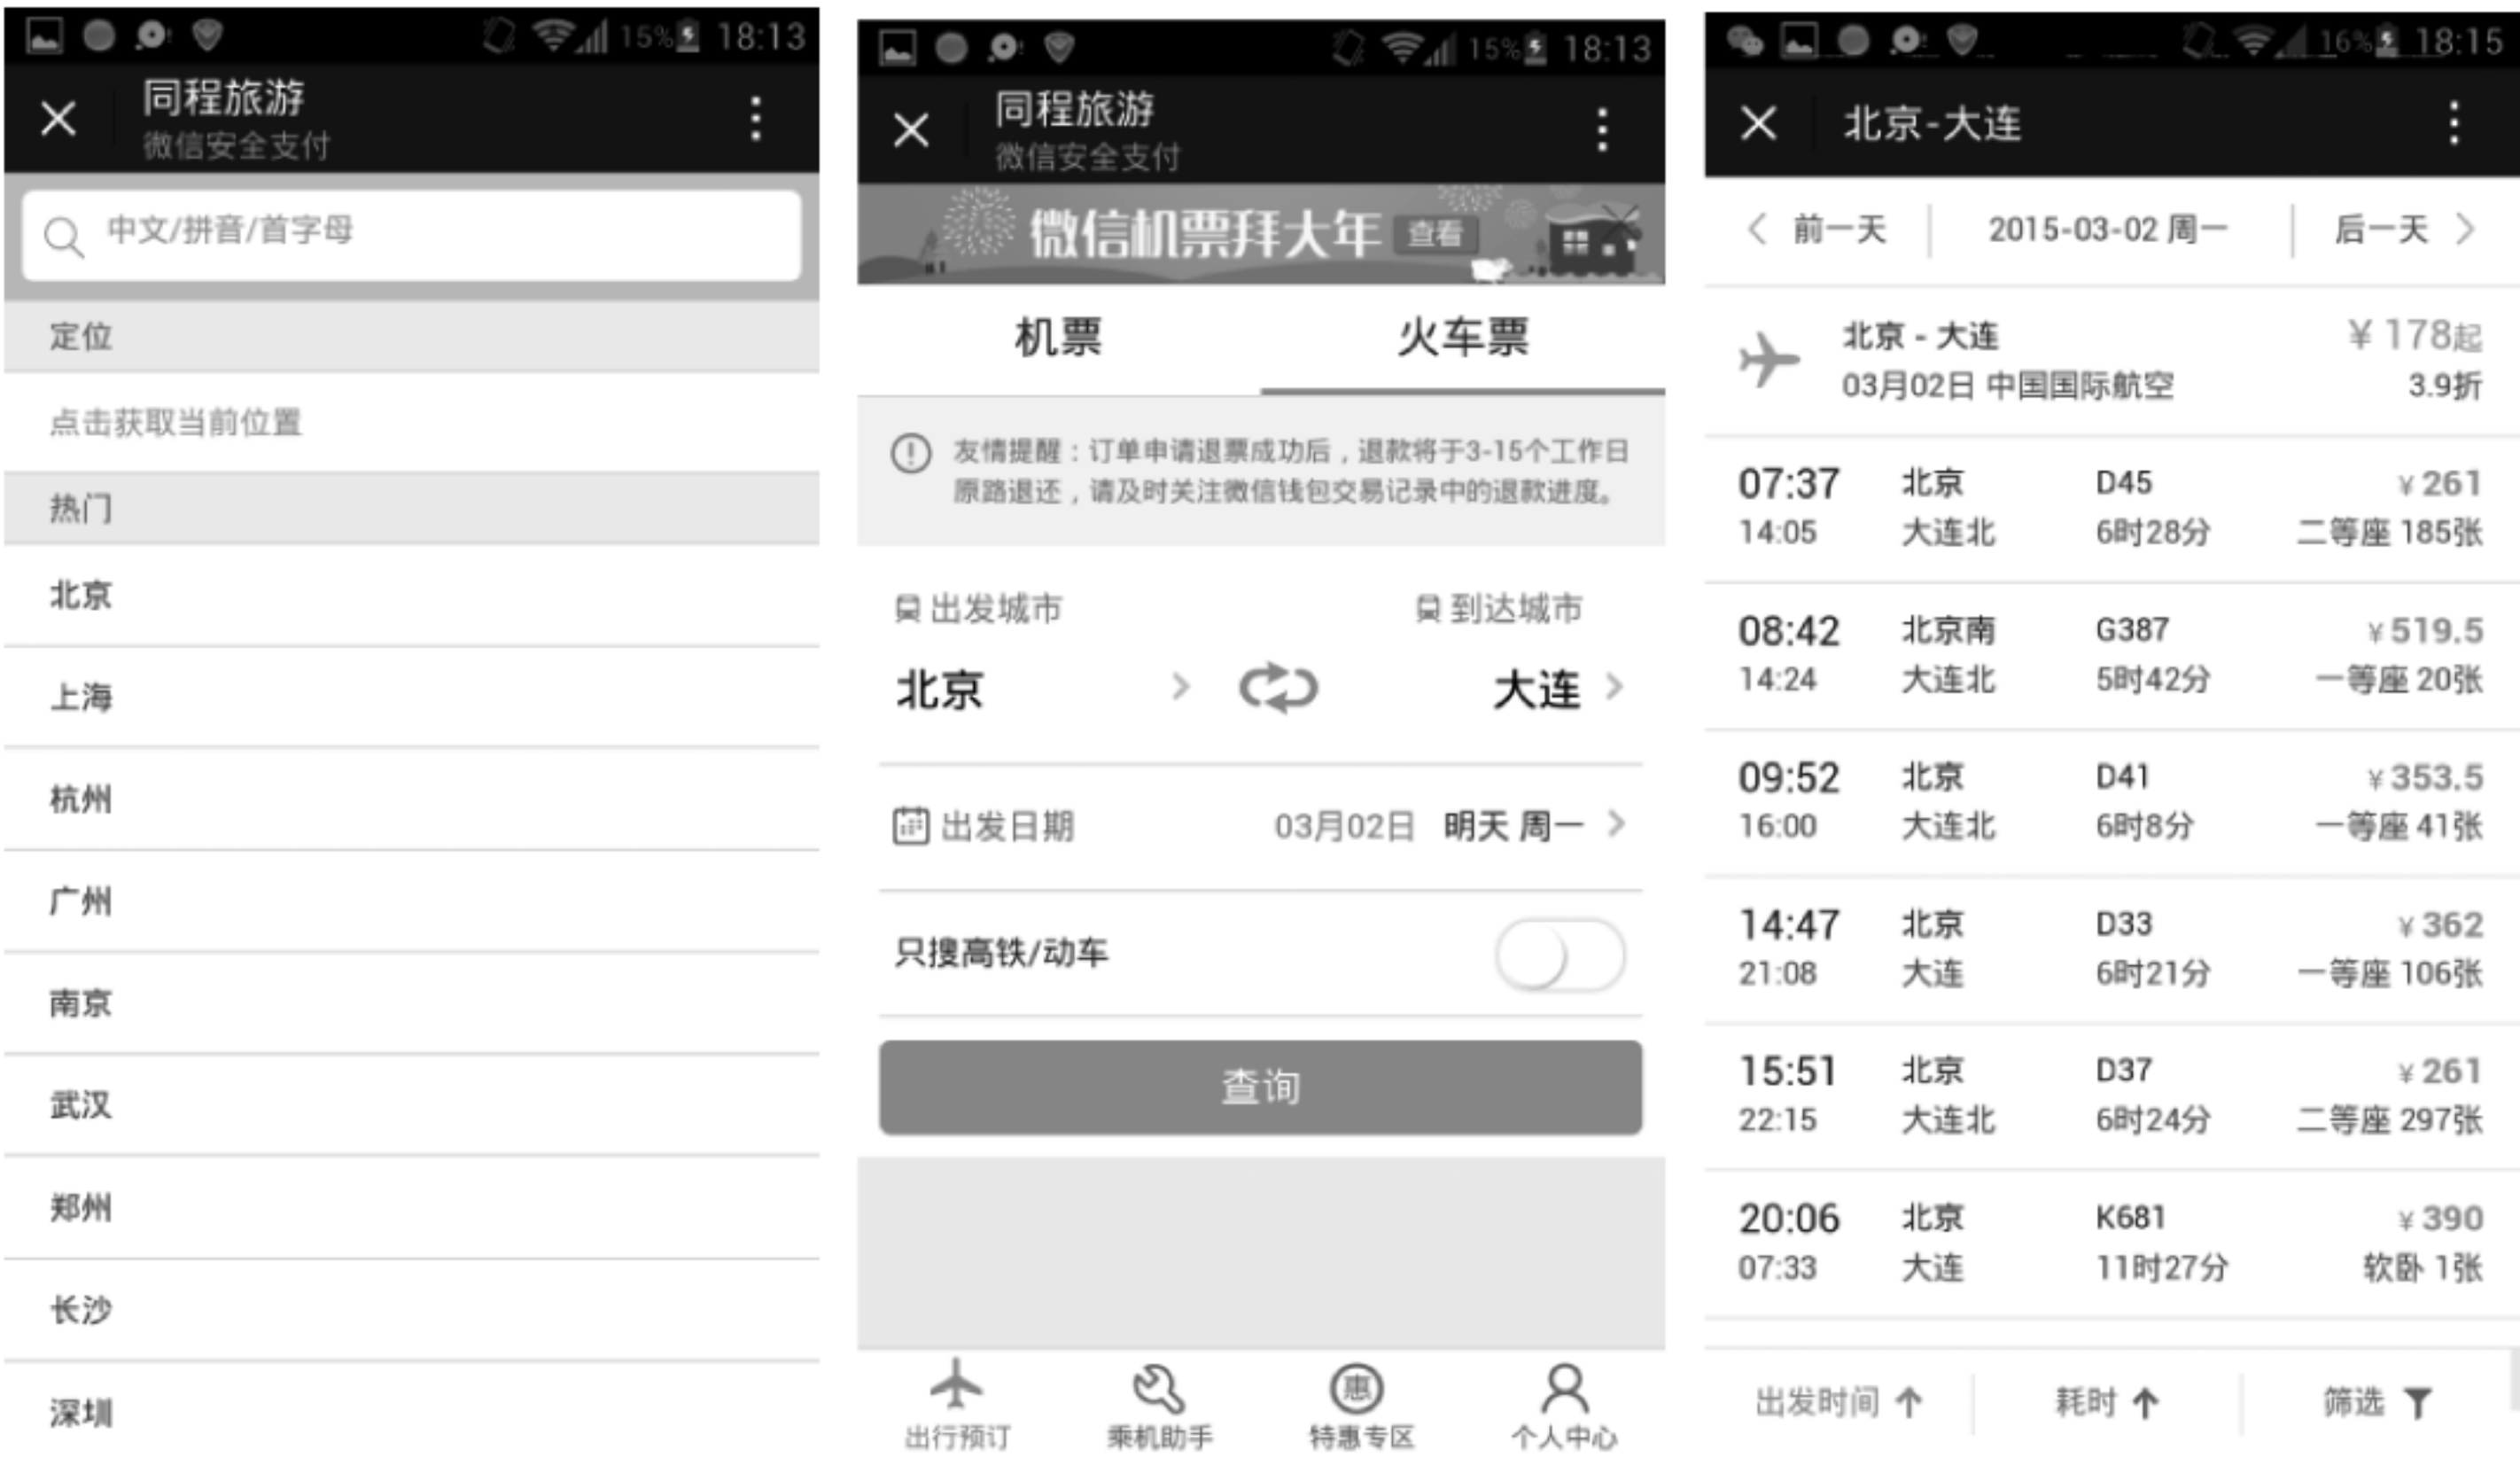 15% 18:13
同程旅游
微信安全支付
中文/拼音/首字母
定位
点击获取当前位置
热门
北京
上海
杭州
广州
南京
武汉
郑州
长沙
深圳
15% 18:13
同程旅游
微信安全支付
微信机票拜大年 查看
机票 火车票
友情提醒：订单申请退票成功后，退款将于3-15个工作日
原路退还，请及时关注微信钱包交易记录中的退款进度。
出发城市 到达城市
北京 大连
出发日期 03月02日 明天 周一
只搜高铁/动车
查询
惠
出行预订 乘机助手 特惠专区 个人中心
16% 18:15
北京-大连
前一天 2015-03-02 周一 后一天
北京 - 大连 ¥ 178起
03月02日 中国国际航空 3.9折
07:37 北京 D45 ¥ 261
14:05 大连北 6时28分 二等座 185张
08:42 北京南 G387 ¥ 519.5
14:24 大连北 5时42分 一等座 20张
09:52 北京 D41 ¥ 353.5
16:00 大连北 6时8分 一等座 41张
14:47 北京 D33 ¥ 362
21:08 大连 6时21分 一等座 106张
15:51 北京 D37 ¥ 261
22:15 大连北 6时24分 二等座 297张
20:06 北京 K681 ¥ 390
07:33 大连 11时27分 软卧 1张
出发时间 耗时 筛选